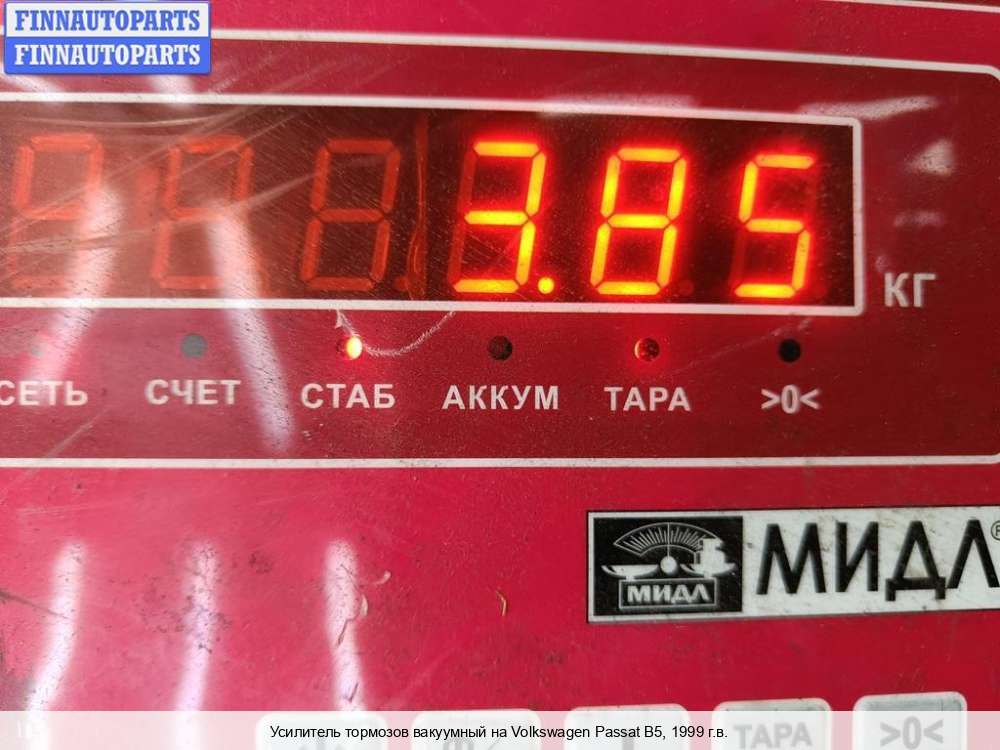 FINNAUTOPARTS
FINNAUTOPARTS
3.85
КГ
СЕТЬ СЧЕТ СТАБ АККУМ ТАРА >0<
МИДЛ МИДЛ®
ТАРА >0<
Усилитель тормозов вакуумный на Volkswagen Passat B5, 1999 г.в.